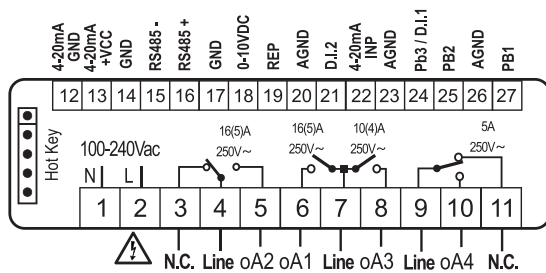 4-20mA GND
4-20mA +VCC
GND
RS485 -
RS485 +
GND
0-10VDC
REP
AGND
D.I.2
4-20mA INP
AGND
Pb3 / D.I.1
PB2
AGND
PB1
12 13 14 15 16 17 18 19 20 21 22 23 24 25 26 27
Hot Key
100-240Vac
N L
16(5)A
250V~
16(5)A
250V~
10(4)A
250V~
5A
250V~
1 2 3 4 5 6 7 8 9 10 11
N.C. Line oA2 oA1 Line oA3 Line oA4 N.C.